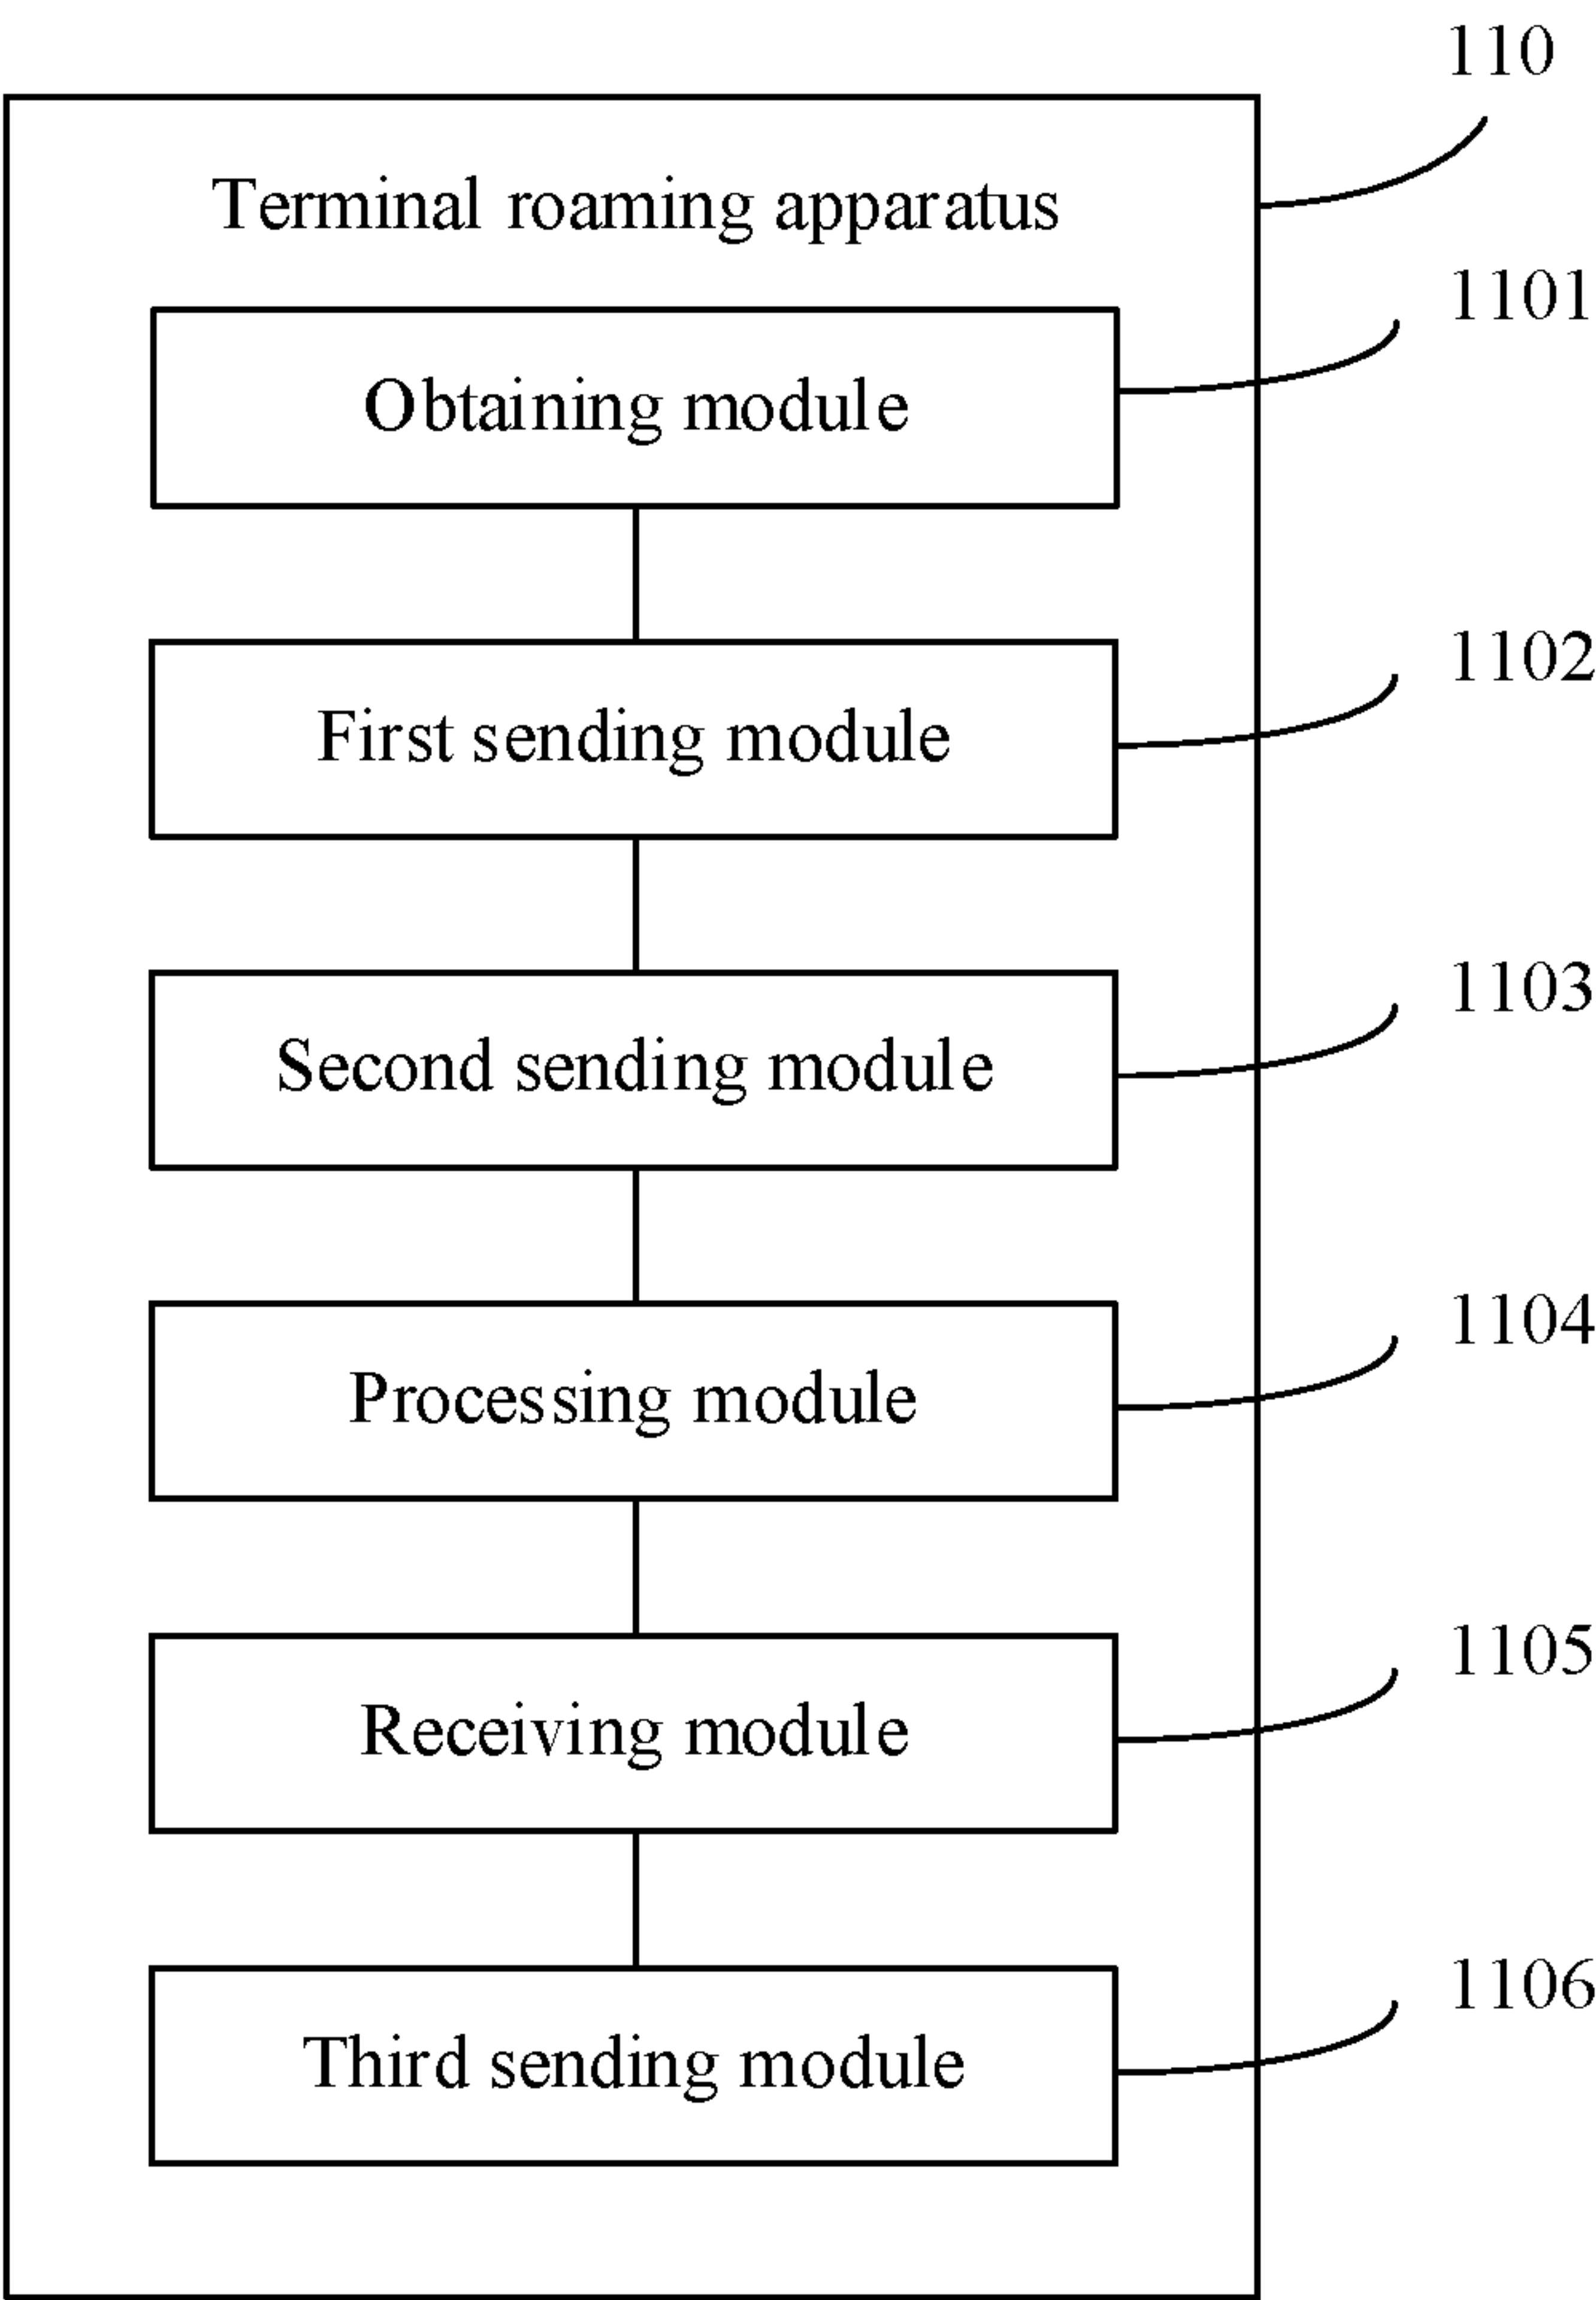 110
Terminal roaming apparatus
1101
Obtaining module
1102
First sending module
1103
Second sending module
1104
Processing module
1105
Receiving module
1106
Third sending module